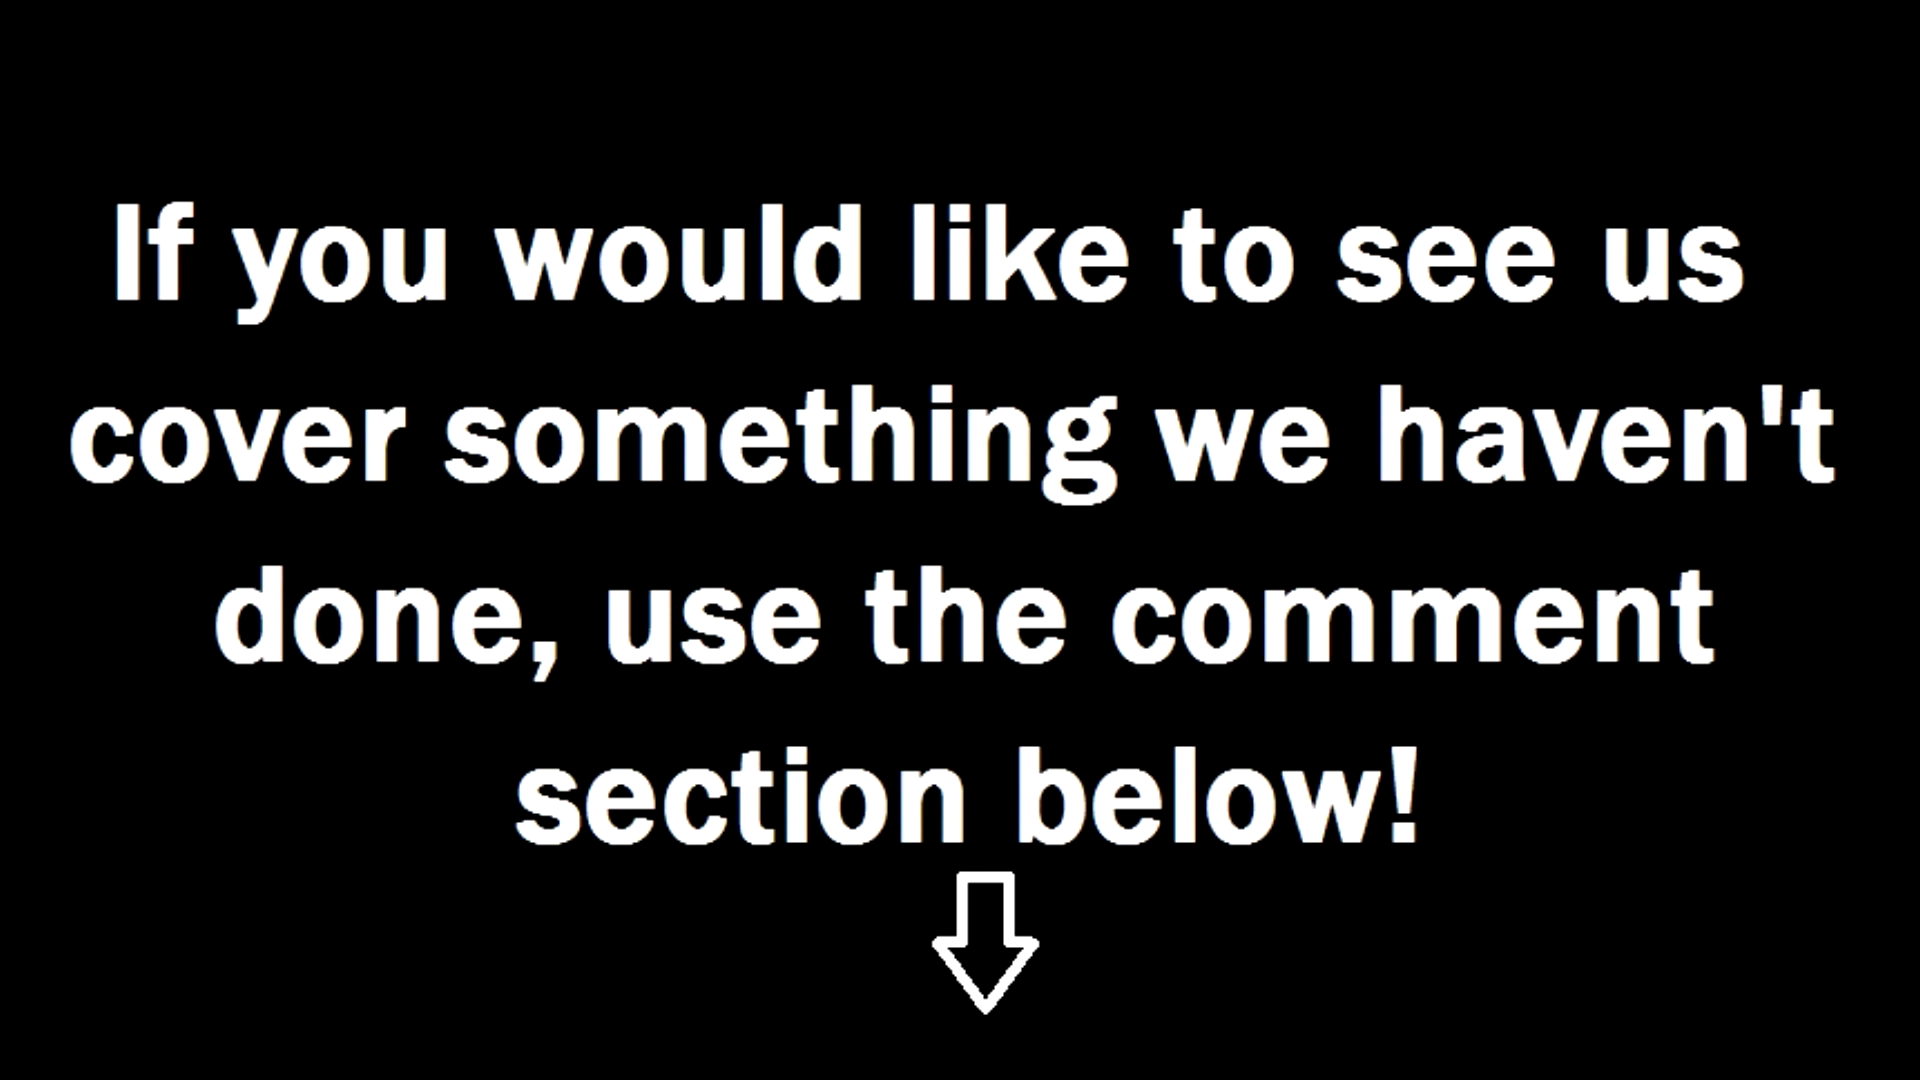 If you would like to see us
cover something we haven't
done, use the comment
section below!